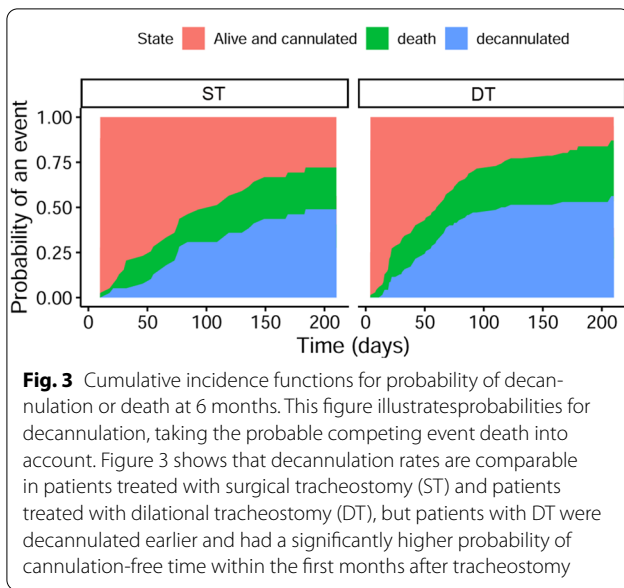 State Alive and cannulated death decannulated
ST DT
Probability of an event
1.00
0.75
0.50
0.25
0.00
0 50 100 150 200 0 50 100 150 200
Time (days)
Fig. 3 Cumulative incidence functions for probability of decan-
nulation or death at 6 months. This figure illustratesprobabilities for
decannulation, taking the probable competing event death into
account. Figure 3 shows that decannulation rates are comparable
in patients treated with surgical tracheostomy (ST) and patients
treated with dilational tracheostomy (DT), but patients with DT were
decannulated earlier and had a significantly higher probability of
cannulation-free time within the first months after tracheostomy